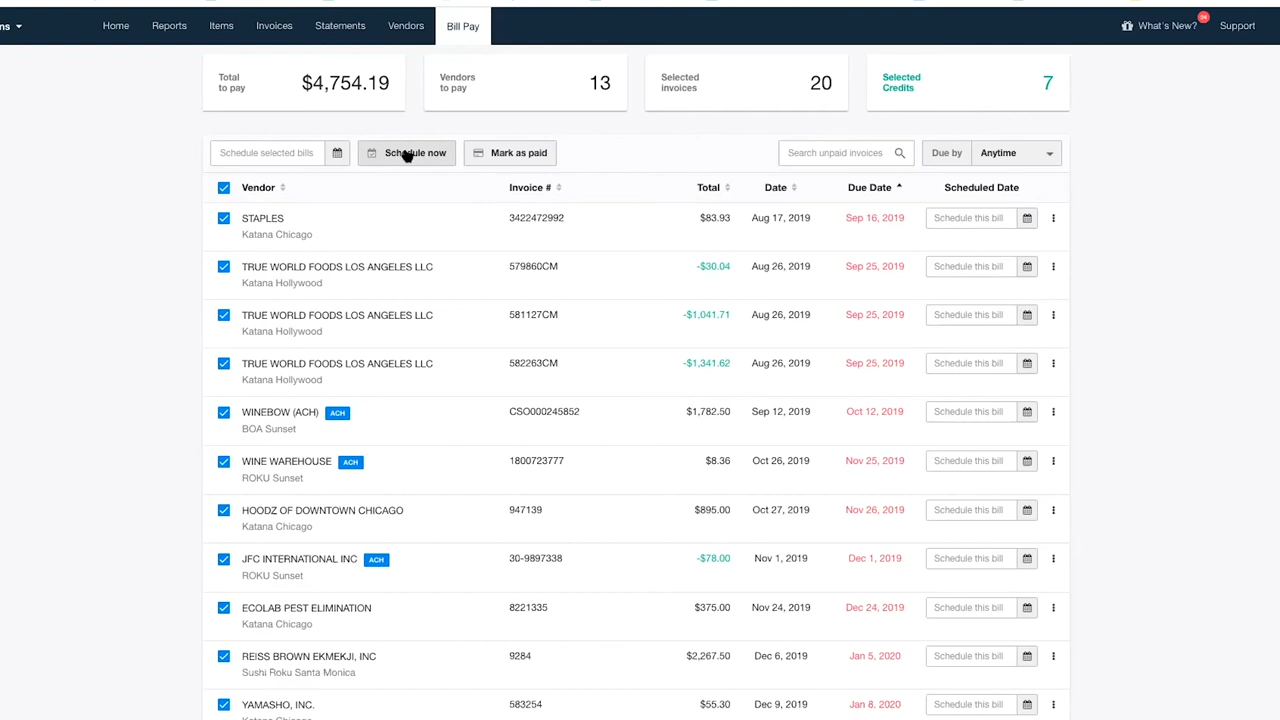 ns
Home Reports Items Invoices Statements Vendors Bill Pay What's New? Support
Total to pay $4,754.19
Vendors to pay 13
Selected invoices 20
Selected Credits 7
Schedule selected bills Schedule now Mark as paid Search unpaid invoices Due by Anytime
Vendor Invoice # Total Date Due Date Scheduled Date
STAPLES 3422472992 $83.93 Aug 17, 2019 Sep 16, 2019 Schedule this bill
Katana Chicago
TRUE WORLD FOODS LOS ANGELES LLC 579860CM -$30.04 Aug 26, 2019 Sep 25, 2019 Schedule this bill
Katana Hollywood
TRUE WORLD FOODS LOS ANGELES LLC 581127CM -$1,041.71 Aug 26, 2019 Sep 25, 2019 Schedule this bill
Katana Hollywood
TRUE WORLD FOODS LOS ANGELES LLC 582263CM -$1,341.62 Aug 26, 2019 Sep 25, 2019 Schedule this bill
Katana Hollywood
WINEBOW (ACH) ACH CSO000245852 $1,782.50 Sep 12, 2019 Oct 12, 2019 Schedule this bill
BOA Sunset
WINE WAREHOUSE ACH 1800723777 $8.36 Oct 26, 2019 Nov 25, 2019 Schedule this bill
ROKU Sunset
HOODZ OF DOWNTOWN CHICAGO 947139 $895.00 Oct 27, 2019 Nov 26, 2019 Schedule this bill
Katana Chicago
JFC INTERNATIONAL INC ACH 30-9897338 -$78.00 Nov 1, 2019 Dec 1, 2019 Schedule this bill
ROKU Sunset
ECOLAB PEST ELIMINATION 8221335 $375.00 Nov 24, 2019 Dec 24, 2019 Schedule this bill
Katana Chicago
REISS BROWN EKMEKJI, INC 9284 $2,267.50 Dec 6, 2019 Jan 5, 2020 Schedule this bill
Sushi Roku Santa Monica
YAMASHO, INC. 583254 $55.30 Dec 9, 2019 Jan 8, 2020 Schedule this bill
Katana Chicago